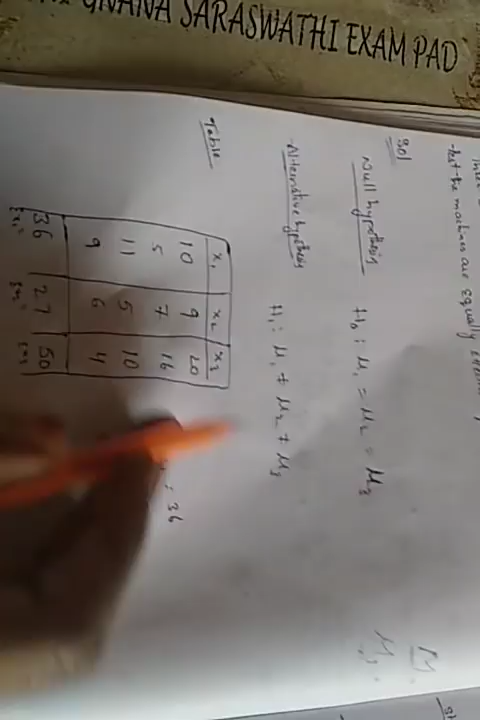 GNANA SARASWATHI EXAM PAD
test the machines are equally
Sol
Null hypothesis H₀ : μ₁ = μ₂ = μ₃
Alternative hypothesis H₁ : μ₁ ≠ μ₂ ≠ μ₃
Table
x₁ x₂ x₃
10 9 20
5 7 16
11 5 10
9 6 4
36 27 50
: 36